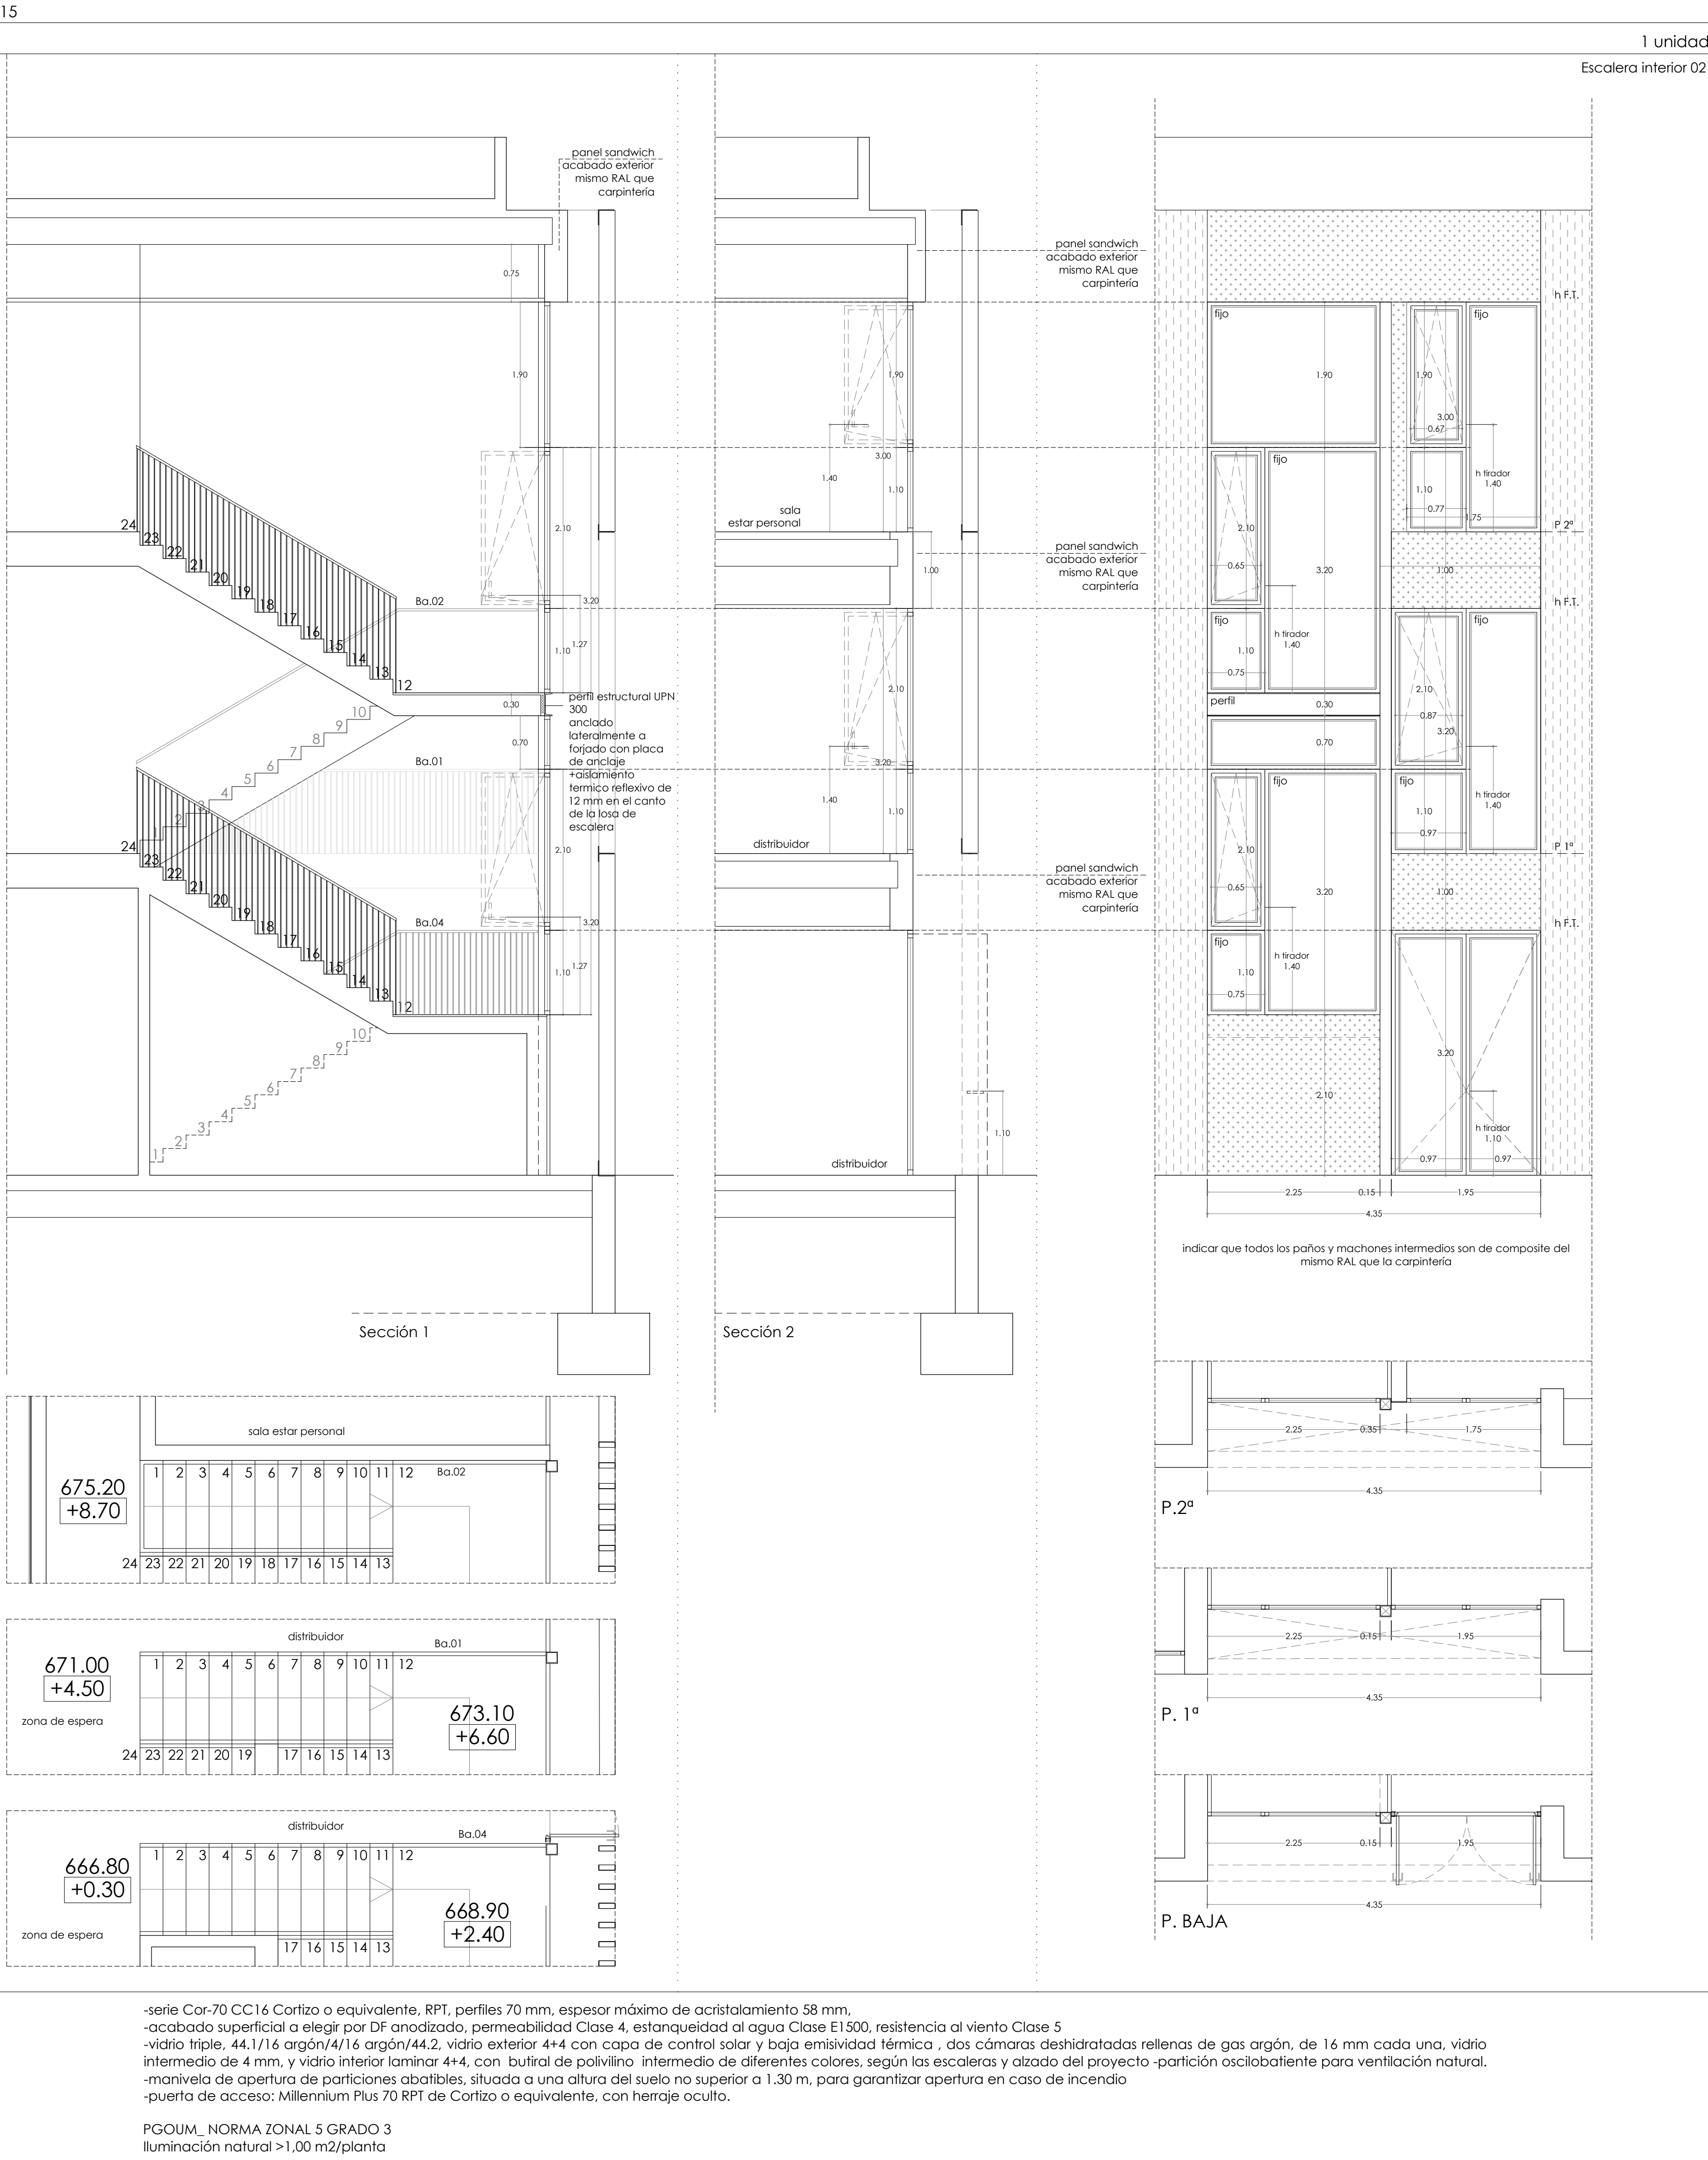 15
1 unidad
Escalera interior 02
panel sandwich
acabado exterior
mismo RAL que
carpintería
0.75
1.90
24
23
22
21
20
19
18
17
16
15
14
13
12
Ba.02
2.10
3.20
1.10
1.27
0.30
0.70
perfil estructural UPN
300
anclado
lateralmente a
forjado con placa
de anclaje
+aislamiento
termico reflexivo de
12 mm en el canto
de la losa de
escalera
10
9
8
7
6
5
4
3
2
1
Ba.01
24
23
22
21
20
19
18
17
16
15
14
13
12
Ba.04
2.10
3.20
1.10
1.27
10
9
8
7
6
5
4
3
2
1
Sección 1
panel sandwich
acabado exterior
mismo RAL que
carpintería
1.90
3.00
1.40
1.10
sala
estar personal
panel sandwich
acabado exterior
mismo RAL que
carpintería
1.00
2.10
3.20
1.40
1.10
distribuidor
panel sandwich
acabado exterior
mismo RAL que
carpintería
distribuidor
1.10
Sección 2
h F.T.
fijo
fijo
1.90
1.90
3.00
0.67
fijo
h tirador
1.40
1.10
0.77
1.75
P 2ª
2.10
0.65
3.20
1.00
h F.T.
fijo
fijo
h tirador
1.40
1.10
0.75
2.10
0.87
3.20
perfil
0.30
0.70
fijo
fijo
h tirador
1.40
1.10
0.97
P 1ª
2.10
0.65
3.20
1.00
h F.T.
fijo
h tirador
1.40
1.10
0.75
3.20
2.10
h tirador
1.10
0.97
0.97
2.25
0.15
1.95
4.35
indicar que todos los paños y machones intermedios son de composite del
mismo RAL que la carpintería
sala estar personal
675.20
+8.70
1 2 3 4 5 6 7 8 9 10 11 12
Ba.02
24 23 22 21 20 19 18 17 16 15 14 13
distribuidor
Ba.01
671.00
+4.50
zona de espera
1 2 3 4 5 6 7 8 9 10 11 12
673.10
+6.60
24 23 22 21 20 19 17 16 15 14 13
distribuidor
Ba.04
666.80
+0.30
zona de espera
1 2 3 4 5 6 7 8 9 10 11 12
668.90
+2.40
17 16 15 14 13
2.25
0.35
1.75
4.35
P.2ª
2.25
0.15
1.95
4.35
P. 1ª
2.25
0.15
1.95
4.35
P. BAJA
-serie Cor-70 CC16 Cortizo o equivalente, RPT, perfiles 70 mm, espesor máximo de acristalamiento 58 mm,
-acabado superficial a elegir por DF anodizado, permeabilidad Clase 4, estanqueidad al agua Clase E1500, resistencia al viento Clase 5
-vidrio triple, 44.1/16 argón/4/16 argón/44.2, vidrio exterior 4+4 con capa de control solar y baja emisividad térmica , dos cámaras deshidratadas rellenas de gas argón, de 16 mm cada una, vidrio
intermedio de 4 mm, y vidrio interior laminar 4+4, con butiral de polivilino intermedio de diferentes colores, según las escaleras y alzado del proyecto -partición oscilobatiente para ventilación natural.
-manivela de apertura de particiones abatibles, situada a una altura del suelo no superior a 1.30 m, para garantizar apertura en caso de incendio
-puerta de acceso: Millennium Plus 70 RPT de Cortizo o equivalente, con herraje oculto.
PGOUM_ NORMA ZONAL 5 GRADO 3
Iluminación natural >1,00 m2/planta